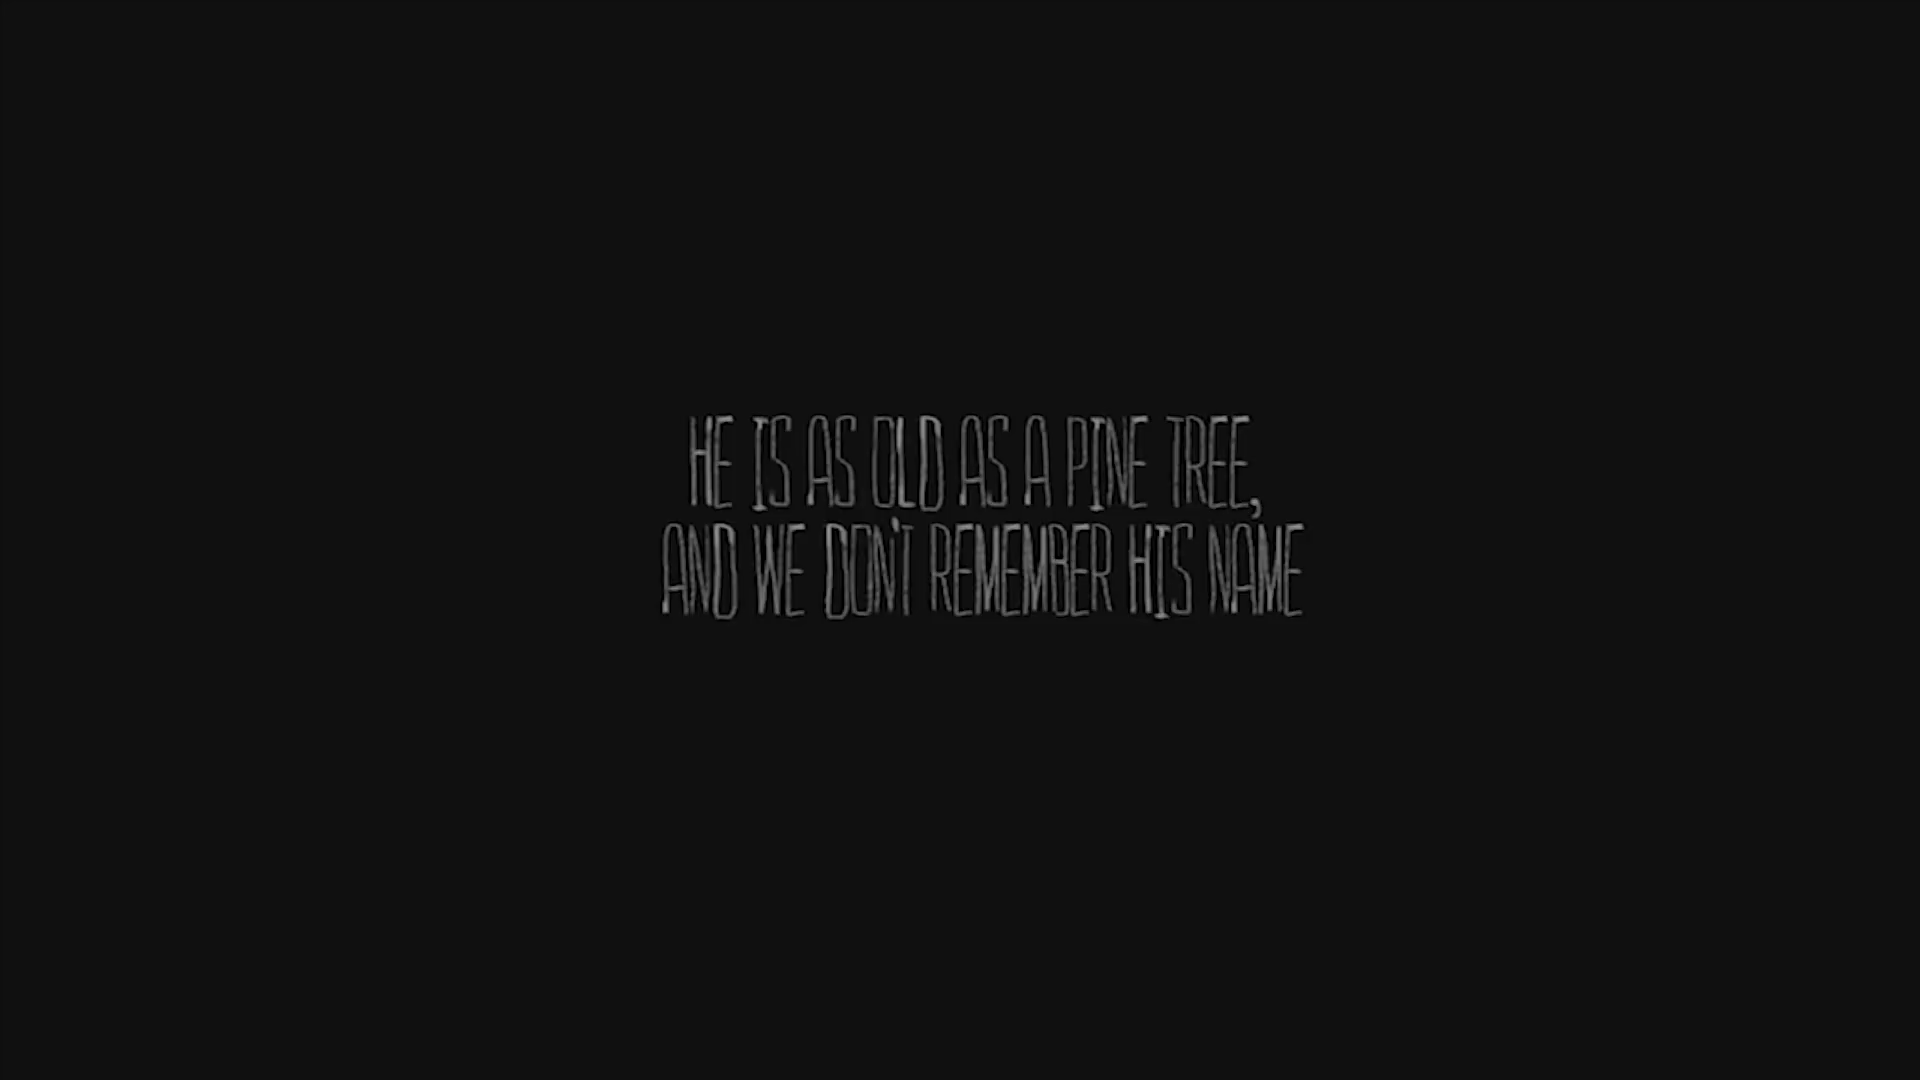 HE IS AS OLD AS A PINE TREE,
AND WE DON'T REMEMBER HIS NAME